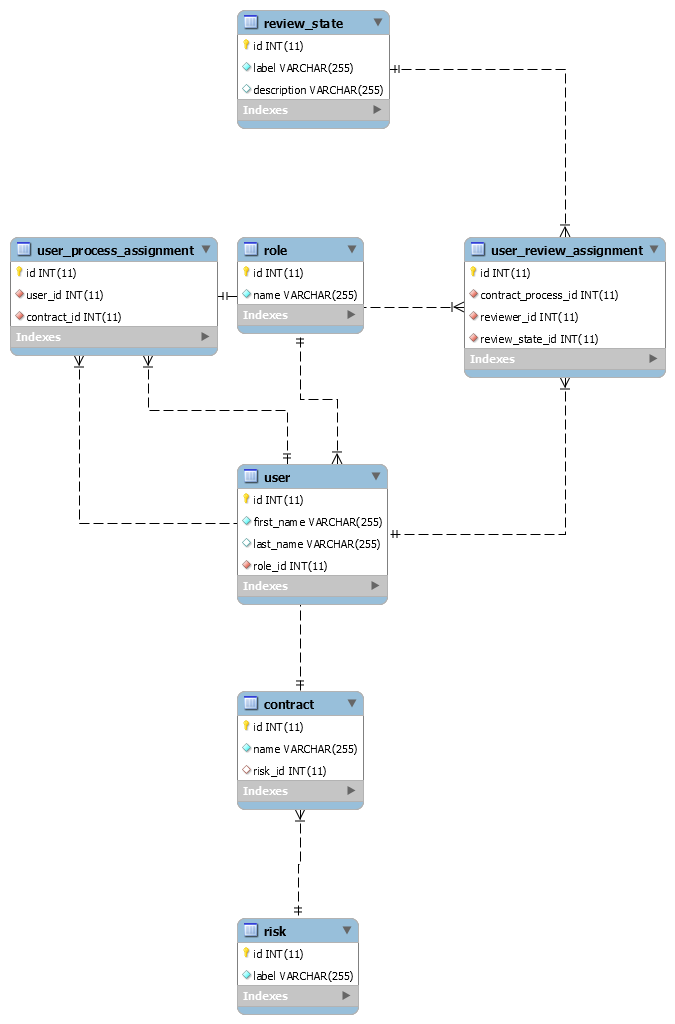 review_state
id INT(11)
label VARCHAR(255)
description VARCHAR(255)
Indexes
user_process_assignment
id INT(11)
user_id INT(11)
contract_id INT(11)
Indexes
role
id INT(11)
name VARCHAR(255)
Indexes
user_review_assignment
id INT(11)
contract_process_id INT(11)
reviewer_id INT(11)
review_state_id INT(11)
Indexes
user
id INT(11)
first_name VARCHAR(255)
last_name VARCHAR(255)
role_id INT(11)
Indexes
contract
id INT(11)
name VARCHAR(255)
risk_id INT(11)
Indexes
risk
id INT(11)
label VARCHAR(255)
Indexes